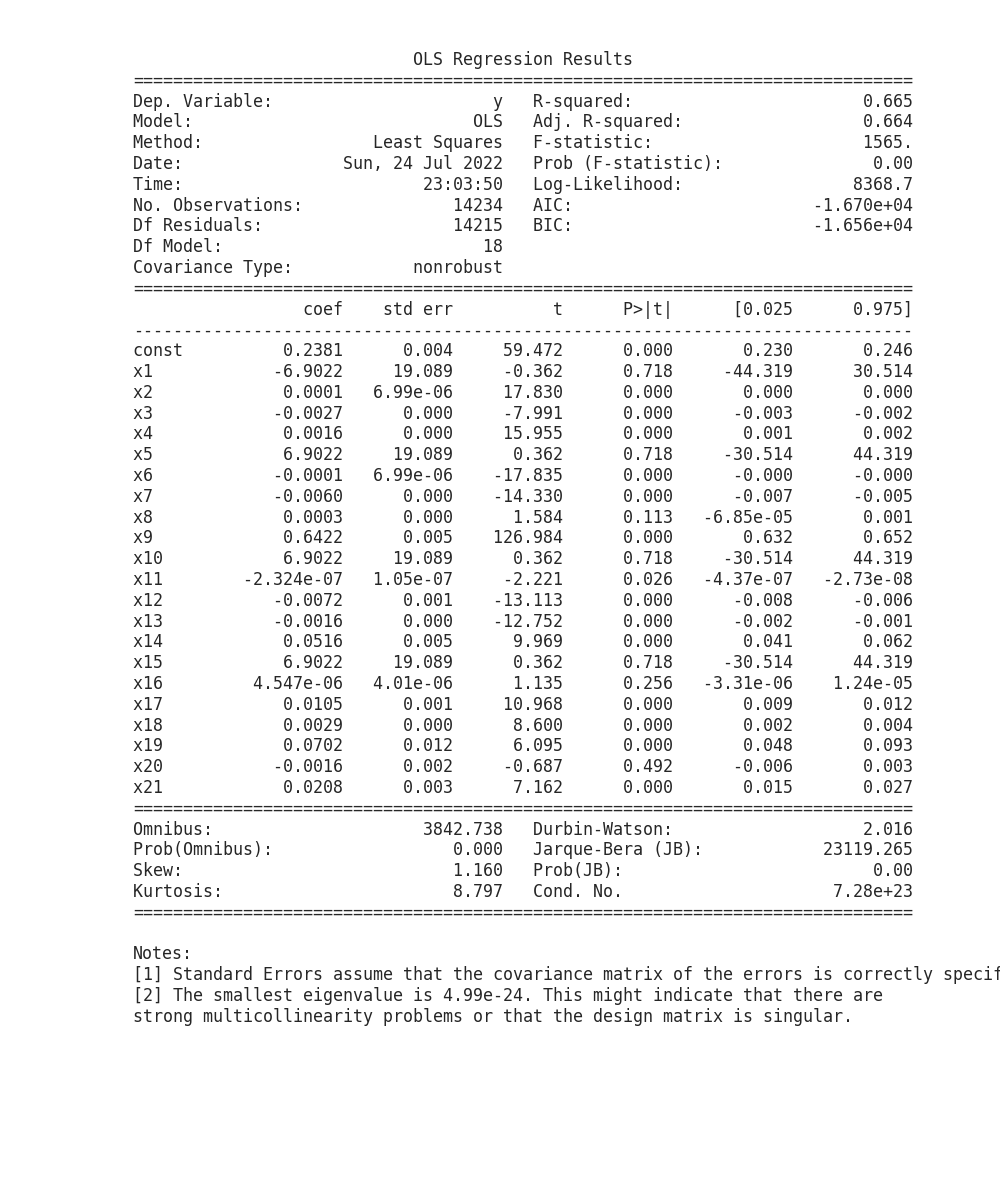 OLS Regression Results
==============================================================================
Dep. Variable:                      y   R-squared:                       0.665
Model:                            OLS   Adj. R-squared:                  0.664
Method:                 Least Squares   F-statistic:                     1565.
Date:                Sun, 24 Jul 2022   Prob (F-statistic):               0.00
Time:                        23:03:50   Log-Likelihood:                 8368.7
No. Observations:               14234   AIC:                        -1.670e+04
Df Residuals:                   14215   BIC:                        -1.656e+04
Df Model:                          18
Covariance Type:            nonrobust
==============================================================================
                 coef    std err          t      P>|t|      [0.025      0.975]
------------------------------------------------------------------------------
const          0.2381      0.004     59.472      0.000       0.230       0.246
x1            -6.9022     19.089     -0.362      0.718     -44.319      30.514
x2             0.0001   6.99e-06     17.830      0.000       0.000       0.000
x3            -0.0027      0.000     -7.991      0.000      -0.003      -0.002
x4             0.0016      0.000     15.955      0.000       0.001       0.002
x5             6.9022     19.089      0.362      0.718     -30.514      44.319
x6            -0.0001   6.99e-06    -17.835      0.000      -0.000      -0.000
x7            -0.0060      0.000    -14.330      0.000      -0.007      -0.005
x8             0.0003      0.000      1.584      0.113   -6.85e-05       0.001
x9             0.6422      0.005    126.984      0.000       0.632       0.652
x10            6.9022     19.089      0.362      0.718     -30.514      44.319
x11        -2.324e-07   1.05e-07     -2.221      0.026   -4.37e-07   -2.73e-08
x12           -0.0072      0.001    -13.113      0.000      -0.008      -0.006
x13           -0.0016      0.000    -12.752      0.000      -0.002      -0.001
x14            0.0516      0.005      9.969      0.000       0.041       0.062
x15            6.9022     19.089      0.362      0.718     -30.514      44.319
x16         4.547e-06   4.01e-06      1.135      0.256   -3.31e-06    1.24e-05
x17            0.0105      0.001     10.968      0.000       0.009       0.012
x18            0.0029      0.000      8.600      0.000       0.002       0.004
x19            0.0702      0.012      6.095      0.000       0.048       0.093
x20           -0.0016      0.002     -0.687      0.492      -0.006       0.003
x21            0.0208      0.003      7.162      0.000       0.015       0.027
==============================================================================
Omnibus:                     3842.738   Durbin-Watson:                   2.016
Prob(Omnibus):                  0.000   Jarque-Bera (JB):            23119.265
Skew:                           1.160   Prob(JB):                         0.00
Kurtosis:                       8.797   Cond. No.                     7.28e+23
==============================================================================
Notes:
[1] Standard Errors assume that the covariance matrix of the errors is correctly specif
[2] The smallest eigenvalue is 4.99e-24. This might indicate that there are
strong multicollinearity problems or that the design matrix is singular.